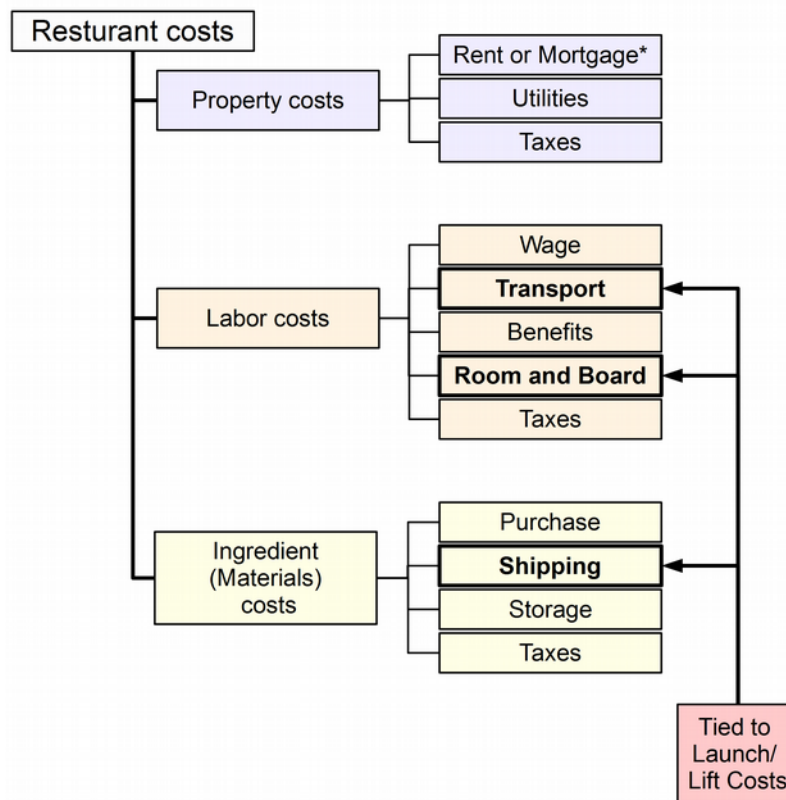 Resturant costs
Property costs
Rent or Mortgage*
Utilities
Taxes
Labor costs
Wage
Transport
Benefits
Room and Board
Taxes
Ingredient
(Materials)
costs
Purchase
Shipping
Storage
Taxes
Tied to
Launch/
Lift Costs